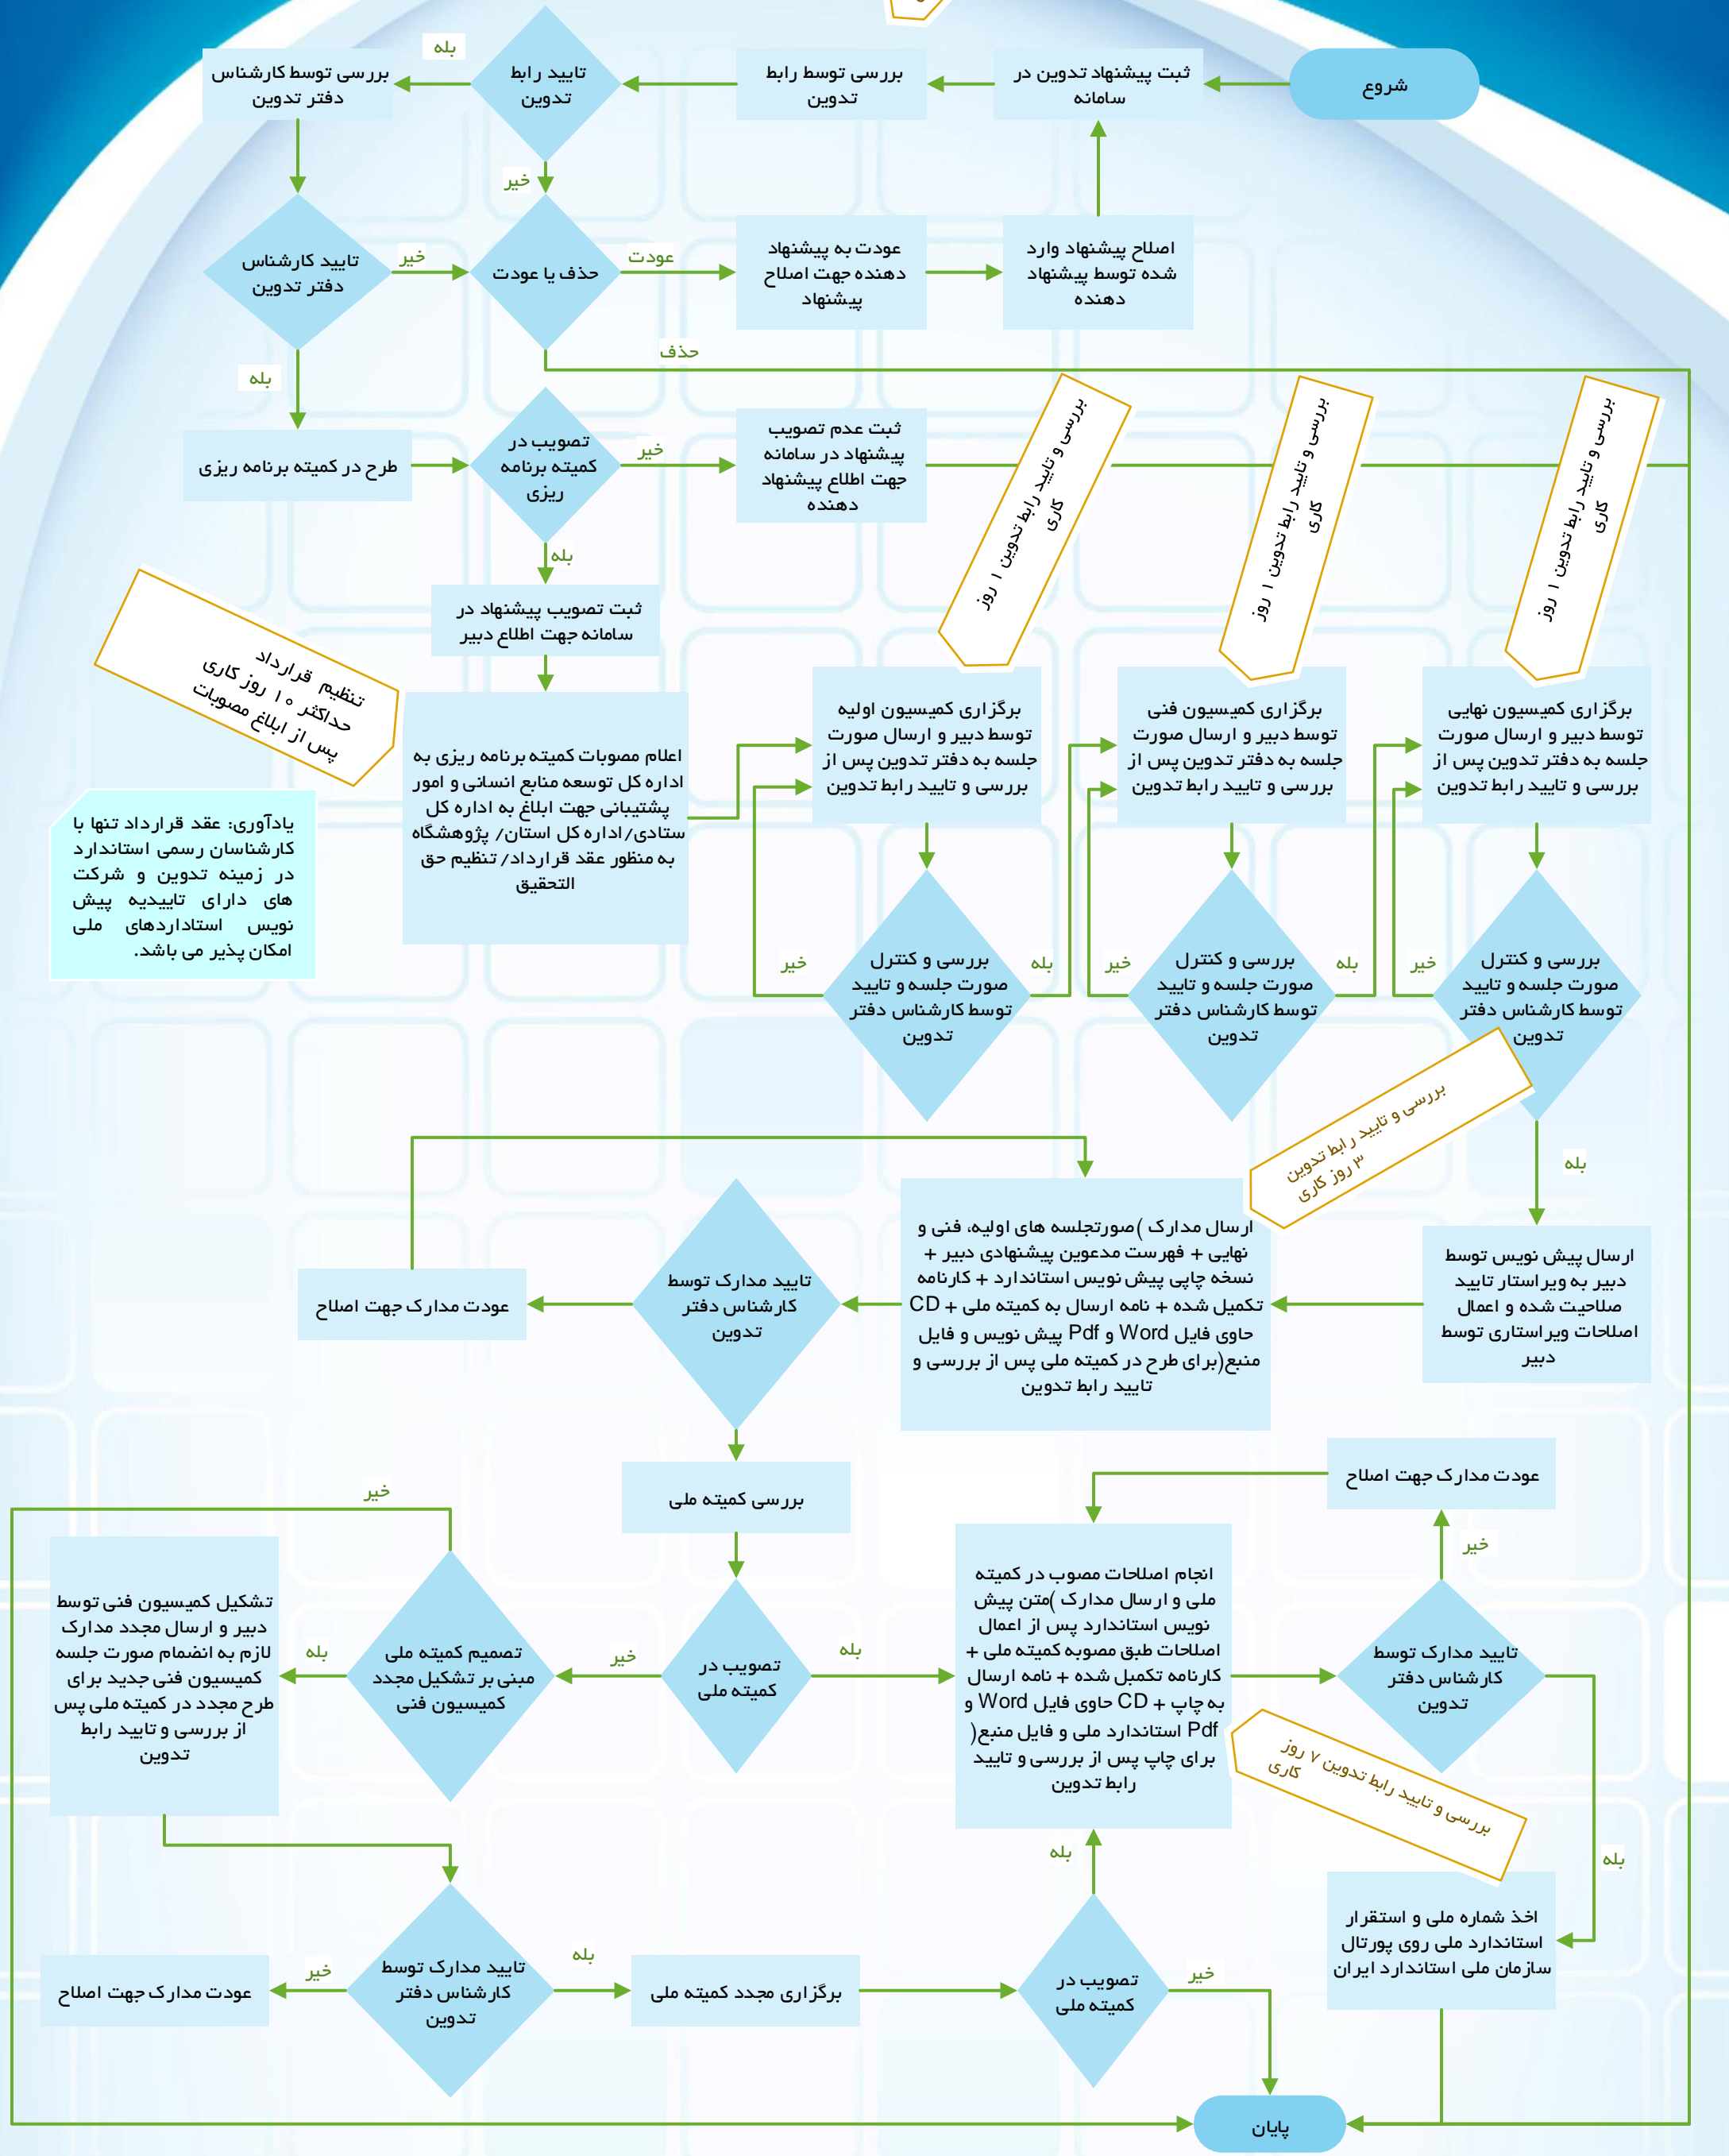 شروع
ثبت پیشنهاد تدوین در
سامانه
بررسی توسط رابط
تدوین
تایید رابط
تدوین
بله
بررسی توسط کارشناس
دفتر تدوین
خیر
تایید کارشناس
دفتر تدوین
خیر
حذف یا عودت
عودت
عودت به پیشنهاد
دهنده جهت اصلاح
پیشنهاد
اصلاح پیشنهاد وارد
شده توسط پیشنهاد
دهنده
حذف
بله
طرح در کمیته برنامه ریزی
تصویب در
کمیته برنامه
ریزی
خیر
ثبت عدم تصویب
پیشنهاد در سامانه
جهت اطلاع پیشنهاد
دهنده
بله
ثبت تصویب پیشنهاد در
سامانه جهت اطلاع دبیر
تنظیم قرارداد
حداکثر ۱۰ روز کاری
پس از ابلاغ مصوبات
اعلام مصوبات کمیته برنامه ریزی به
اداره کل توسعه منابع انسانی و امور
پشتیبانی جهت ابلاغ به اداره کل
ستادی/اداره کل استان/ پژوهشگاه
به منظور عقد قرارداد/ تنظیم حق
التحقیق
یادآوری: عقد قرارداد تنها با
کارشناسان رسمی استاندارد
در زمینه تدوین و شرکت
های دارای تاییدیه پیش
نویس استاداردهای ملی
امکان پذیر می باشد.
بررسی و تایید رابط تدوین ۱ روز
کاری
برگزاری کمیسیون اولیه
توسط دبیر و ارسال صورت
جلسه به دفتر تدوین پس از
بررسی و تایید رابط تدوین
بررسی و تایید رابط تدوین ۱ روز
کاری
برگزاری کمیسیون فنی
توسط دبیر و ارسال صورت
جلسه به دفتر تدوین پس از
بررسی و تایید رابط تدوین
بررسی و تایید رابط تدوین ۱ روز
کاری
برگزاری کمیسیون نهایی
توسط دبیر و ارسال صورت
جلسه به دفتر تدوین پس از
بررسی و تایید رابط تدوین
خیر
بررسی و کنترل
صورت جلسه و تایید
توسط کارشناس دفتر
تدوین
بله
خیر
بررسی و کنترل
صورت جلسه و تایید
توسط کارشناس دفتر
تدوین
بله
خیر
بررسی و کنترل
صورت جلسه و تایید
توسط کارشناس دفتر
تدوین
بله
بررسی و تایید رابط تدوین
۳ روز کاری
ارسال پیش نویس توسط
دبیر به ویراستار تایید
صلاحیت شده و اعمال
اصلاحات ویراستاری توسط
دبیر
ارسال مدارک )صورتجلسه های اولیه، فنی و
نهایی + فهرست مدعوین پیشنهادی دبیر +
نسخه چاپی پیش نویس استاندارد + کارنامه
تکمیل شده + نامه ارسال به کمیته ملی + CD
حاوی فایل Word و Pdf پیش نویس و فایل
منبع(برای طرح در کمیته ملی پس از بررسی و
تایید رابط تدوین
تایید مدارک توسط
کارشناس دفتر
تدوین
عودت مدارک جهت اصلاح
بررسی کمیته ملی
تصویب در
کمیته ملی
خیر
تصمیم کمیته ملی
مبنی بر تشکیل مجدد
کمیسیون فنی
خیر
بله
تشکیل کمیسیون فنی توسط
دبیر و ارسال مجدد مدارک
لازم به انضمام صورت جلسه
کمیسیون فنی جدید برای
طرح مجدد در کمیته ملی پس
از بررسی و تایید رابط
تدوین
بله
انجام اصلاحات مصوب در کمیته
ملی و ارسال مدارک )متن پیش
نویس استاندارد پس از اعمال
اصلاحات طبق مصوبه کمیته ملی +
کارنامه تکمبل شده + نامه ارسال
به چاپ + CD حاوی فایل Word و
Pdf استاندارد ملی و فایل منبع(
برای چاپ پس از بررسی و تایید
رابط تدوین
عودت مدارک جهت اصلاح
خیر
تایید مدارک توسط
کارشناس دفتر
تدوین
بررسی و تایید رابط تدوین ۷ روز
کاری
بله
اخذ شماره ملی و استقرار
استاندارد ملی روی پورتال
سازمان ملی استاندارد ایران
تایید مدارک توسط
کارشناس دفتر
تدوین
خیر
عودت مدارک جهت اصلاح
بله
برگزاری مجدد کمیته ملی
تصویب در
کمیته ملی
بله
خیر
پایان